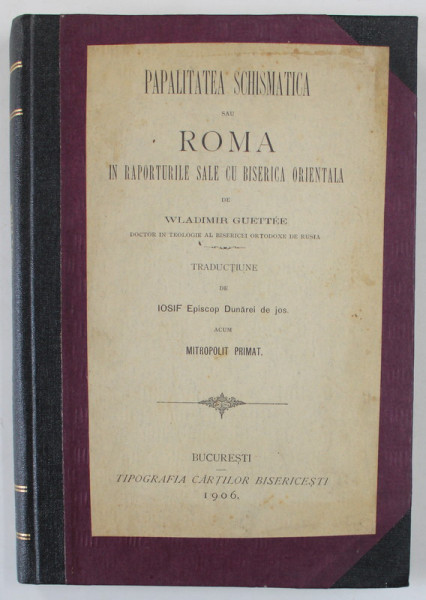 PAPALITATEA SCHISMATICA
SAU
ROMA
IN RAPORTURILE SALE CU BISERICA ORIENTALA
DE
WLADIMIR GUETTÉE
DOCTOR IN TEOLOGIE AL BISERICII ORTODOXE DE RUSIA
TRADUCȚIUNE
DE
IOSIF Episcop Dunărei de jos.
ACUM
MITROPOLIT PRIMAT.
BUCUREȘTI
TIPOGRAFIA CĂRȚILOR BISERICEȘTI
1906.